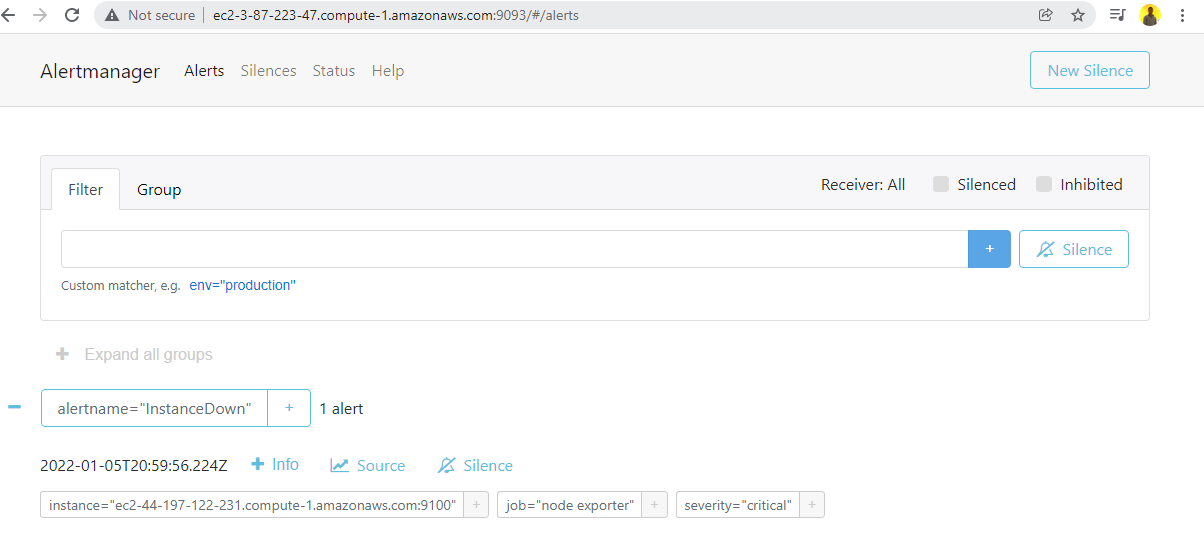 Not secure ec2-3-87-223-47.compute-1.amazonaws.com:9093/#/alerts
Alertmanager Alerts Silences Status Help New Silence
Filter Group Receiver: All Silenced Inhibited
+ Silence
Custom matcher, e.g. env="production"
+ Expand all groups
alertname="InstanceDown" + 1 alert
2022-01-05T20:59:56.224Z + Info Source Silence
instance="ec2-44-197-122-231.compute-1.amazonaws.com:9100" + job="node exporter" + severity="critical" +